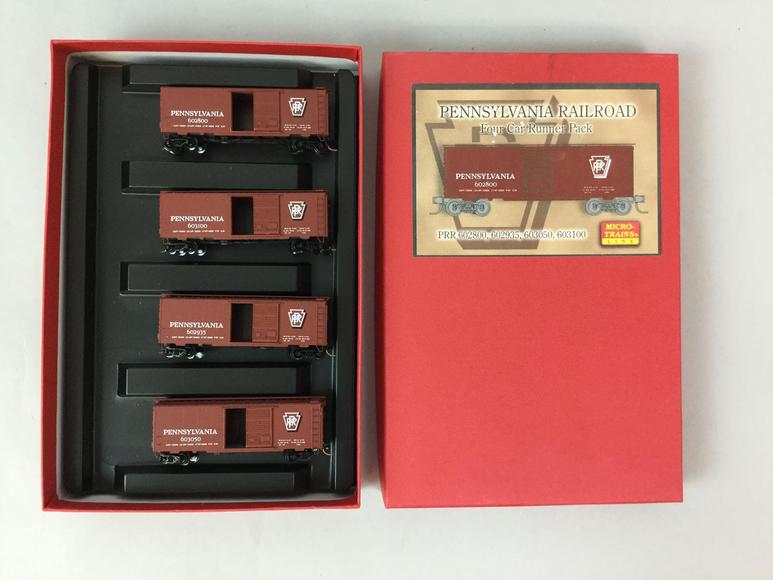 PENNSYLVANIA
602800
PENNSYLVANIA
603100
PENNSYLVANIA
602935
PENNSYLVANIA
603050
PENNSYLVANIA RAILROAD
Four Car Runner Pack
PENNSYLVANIA
602800
PRR 602800, 602935, 603050, 603100
MICRO-
TRAINS®
LINE